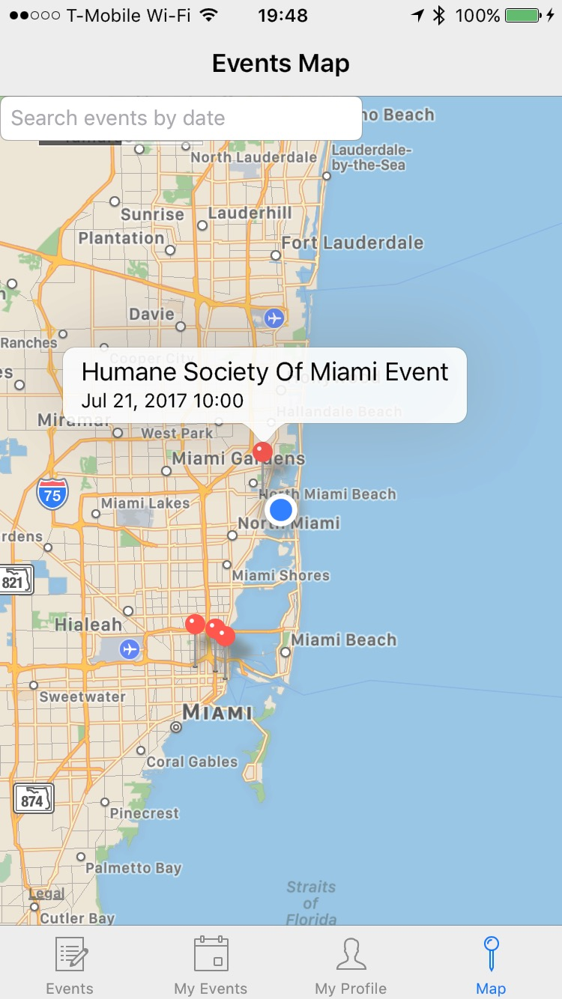 T-Mobile Wi-Fi 19:48 100%
Events Map
Search events by date
no Beach
Lauderdale-
by-the-Sea
North Lauderdale
Sunrise
Lauderhill
Plantation
Fort Lauderdale
Davie
Ranches
Cooper City
es
Humane Society Of Miami Event
Jul 21, 2017 10:00
Hallandale Beach
Miramar
West Park
Miami Gardens
75
North Miami Beach
Miami Lakes
North Miami
rdens
821
Miami Shores
Hialeah
Miami Beach
Sweetwater
MIAMI
Coral Gables
874
Pinecrest
Palmetto Bay
Legal
Straits
of
Florida
Cutler Bay
Events My Events My Profile Map